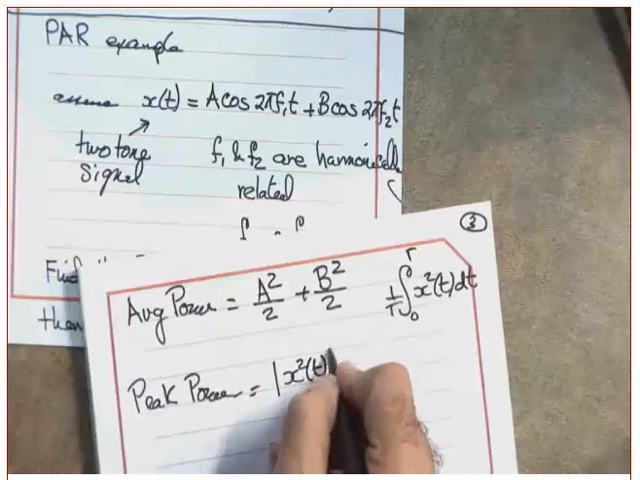 PAR example
assume x(t) = A cos 2πf₁t + B cos 2πf₂t
two tone signal
f₁ & f₂ are harmonically related
③
Avg Power = A²/2 + B²/2
1/T ∫₀ᵀ x²(t) dt
Peak Power = |x²(t)